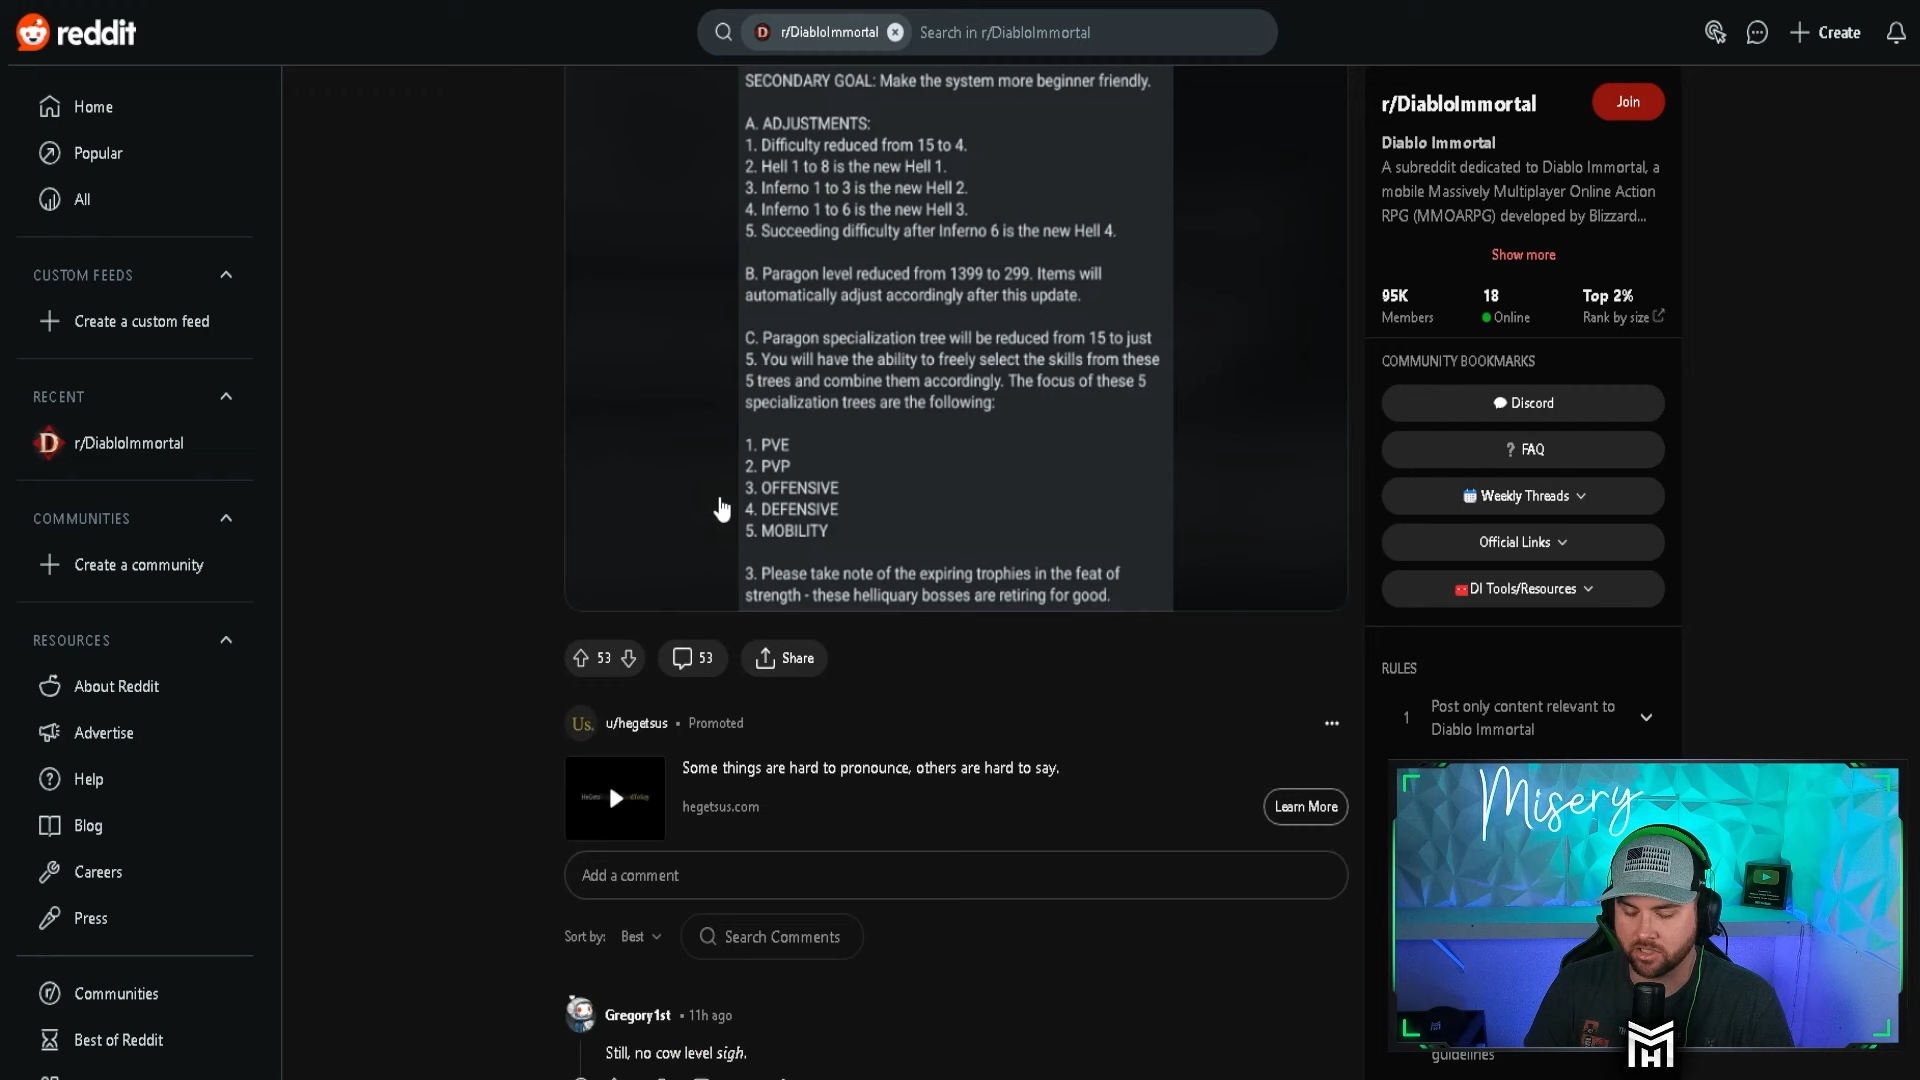 reddit
r/DiabloImmortal
Search in r/DiabloImmortal
Create
Home
Popular
All
CUSTOM FEEDS
Create a custom feed
RECENT
r/DiabloImmortal
COMMUNITIES
Create a community
RESOURCES
About Reddit
Advertise
Help
Blog
Careers
Press
Communities
Best of Reddit
SECONDARY GOAL: Make the system more beginner friendly.
A. ADJUSTMENTS:
1. Difficulty reduced from 15 to 4.
2. Hell 1 to 8 is the new Hell 1.
3. Inferno 1 to 3 is the new Hell 2.
4. Inferno 1 to 6 is the new Hell 3.
5. Succeeding difficulty after Inferno 6 is the new Hell 4.
B. Paragon level reduced from 1399 to 299. Items will
automatically adjust accordingly after this update.
C. Paragon specialization tree will be reduced from 15 to just
5. You will have the ability to freely select the skills from these
5 trees and combine them accordingly. The focus of these 5
specialization trees are the following:
1. PVE
2. PVP
3. OFFENSIVE
4. DEFENSIVE
5. MOBILITY
3. Please take note of the expiring trophies in the feat of
strength - these helliquary bosses are retiring for good.
53
53
Share
Us.
u/hegetsus • Promoted
Some things are hard to pronounce, others are hard to say.
hegetsus.com
Learn More
Add a comment
Sort by: Best
Search Comments
Gregory1st • 11h ago
Still, no cow level sigh.
r/DiabloImmortal
Join
Diablo Immortal
A subreddit dedicated to Diablo Immortal, a
mobile Massively Multiplayer Online Action
RPG (MMOARPG) developed by Blizzard...
Show more
95K
Members
18
Online
Top 2%
Rank by size
COMMUNITY BOOKMARKS
Discord
FAQ
Weekly Threads
Official Links
DI Tools/Resources
RULES
1
Post only content relevant to
Diablo Immortal
Misery
guidelines